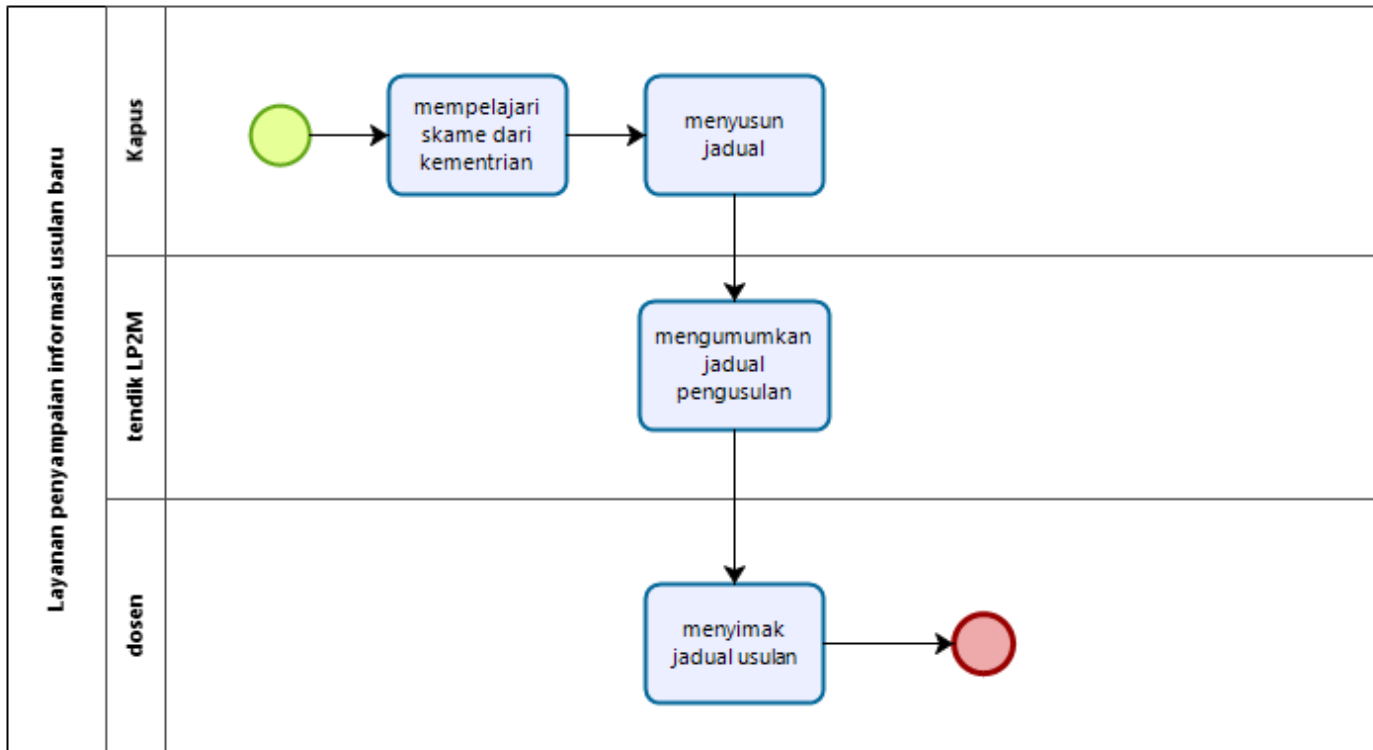 Layanan penyampaian informasi usulan baru
Kapus
mempelajari
skame dari
kementrian
menyusun
jadual
tendik LP2M
mengumumkan
jadual
pengusulan
dosen
menyimak
jadual usulan